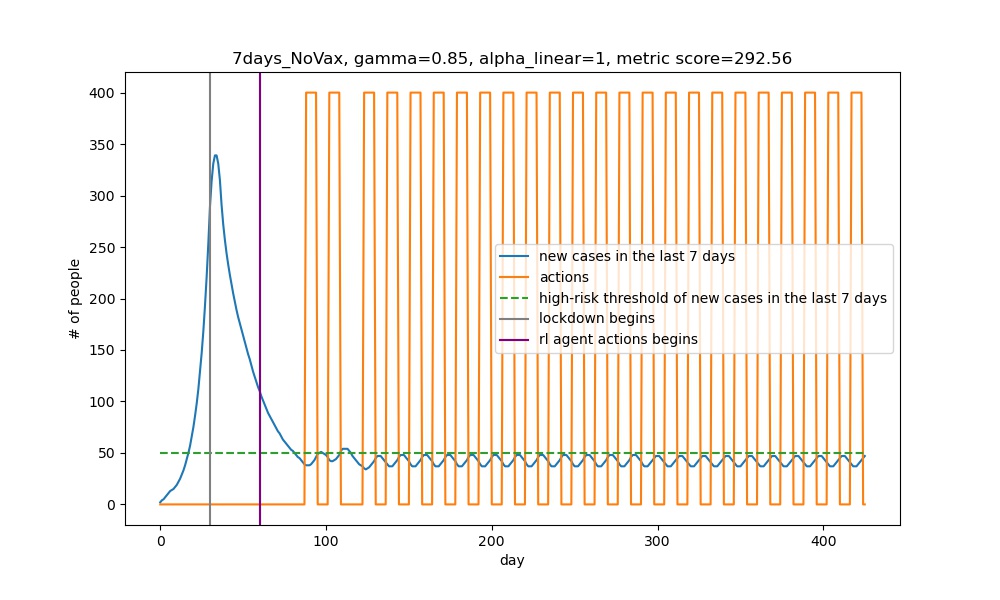 7days_NoVax, gamma=0.85, alpha_linear=1, metric score=292.56
400
350
300
250
200
150
100
50
0
# of people
new cases in the last 7 days
actions
high-risk threshold of new cases in the last 7 days
lockdown begins
rl agent actions begins
0 100 200 300 400
day